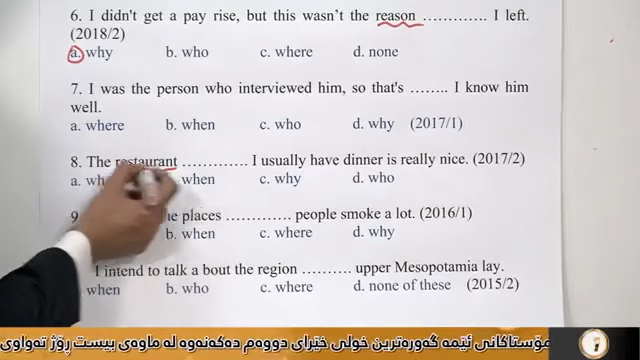 6. I didn't get a pay rise, but this wasn't the reason ………… I left.
(2018/2)
a. why b. who c. where d. none
7. I was the person who interviewed him, so that's …….. I know him
well.
a. where b. when c. who d. why (2017/1)
8. The restaurant …………. I usually have dinner is really nice. (2017/2)
a. when c. why d. who
9 places …………. people smoke a lot. (2016/1)
b. when c. where d. why
I intend to talk a bout the region ………. upper Mesopotamia lay.
when b. who c. where d. none of these (2015/2)
مۆستاکانی ئێمە گەورەترین خولی خێرای دووەم دەکەنەوە لە ماوەی بیست ڕۆژ تەواوی